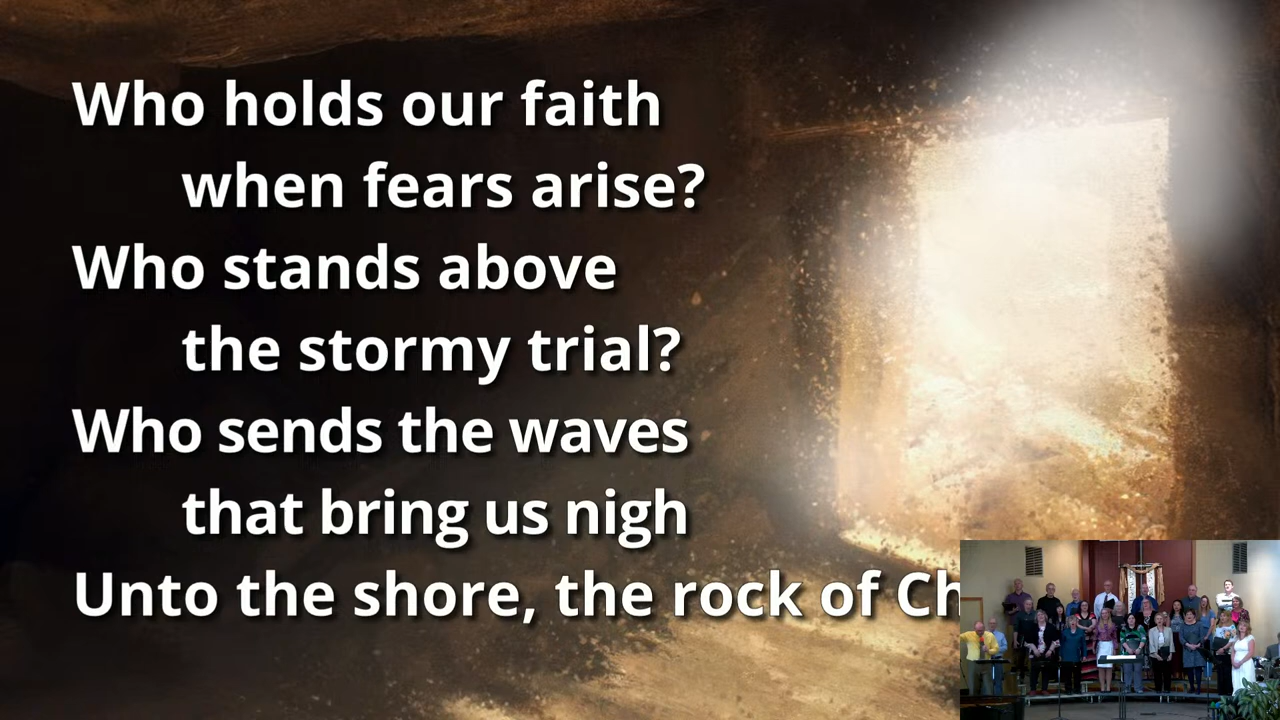 Who holds our faith
when fears arise?
Who stands above
the stormy trial?
Who sends the waves
that bring us nigh
Unto the shore, the rock of Ch